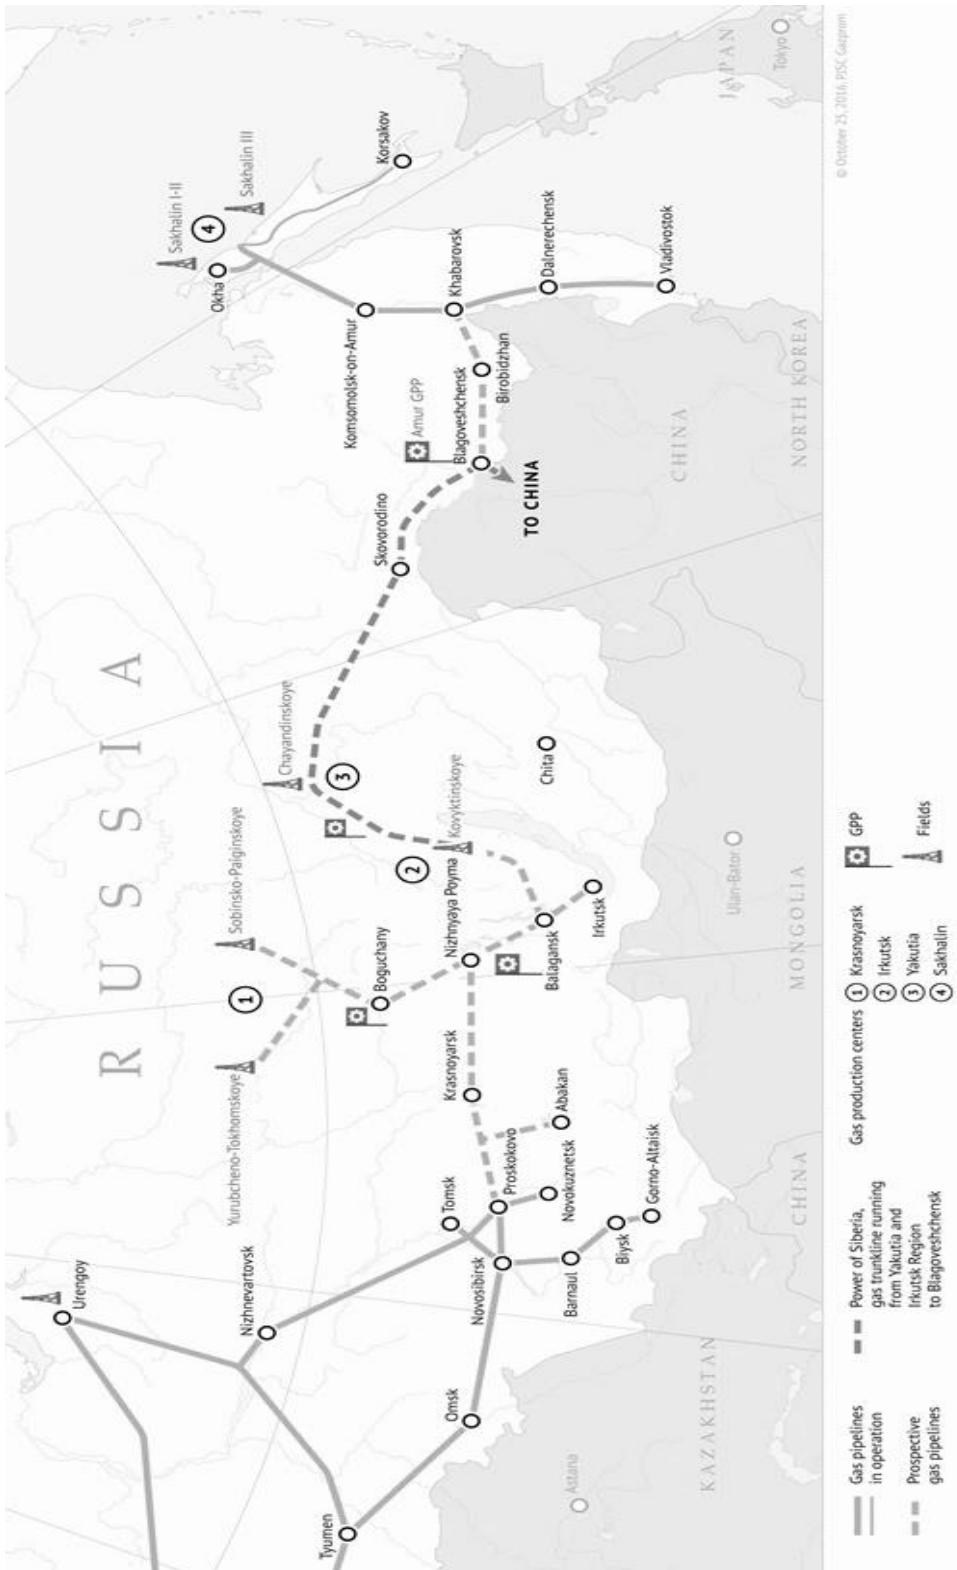 RUSSIA
Urengoy
Nizhnevartovsk
Tyumen
Omsk
Astana
KAZAKHSTAN
Novosibirsk
Tomsk
Proskokovo
Barnaul
Biysk
Gorno-Altaisk
Novokuznetsk
Abakan
Krasnoyarsk
Yurubcheno-Tokhomskoye
1
Sobinsko-Paiginskoye
Boguchany
Nizhnyaya Poyma
Balagansk
Irkutsk
2
Kovyktinskoye
3
Chayandinskoye
Chita
Ulan-Bator
MONGOLIA
CHINA
Skovorodino
Amur GPP
Blagoveshchensk
TO CHINA
Birobidzhan
CHINA
Komsomolsk-on-Amur
Khabarovsk
Dalnerechensk
Vladivostok
NORTH KOREA
Okha
Sakhalin I-II
4
Sakhalin III
Korsakov
JAPAN
Tokyo
© October 25, 2016, PJSC Gazprom
Gas pipelines
in operation
Prospective
gas pipelines
Power of Siberia,
gas trunkline running
from Yakutia and
Irkutsk Region
to Blagoveshchensk
Gas production centers
1 Krasnoyarsk
2 Irkutsk
3 Yakutia
4 Sakhalin
GPP
Fields